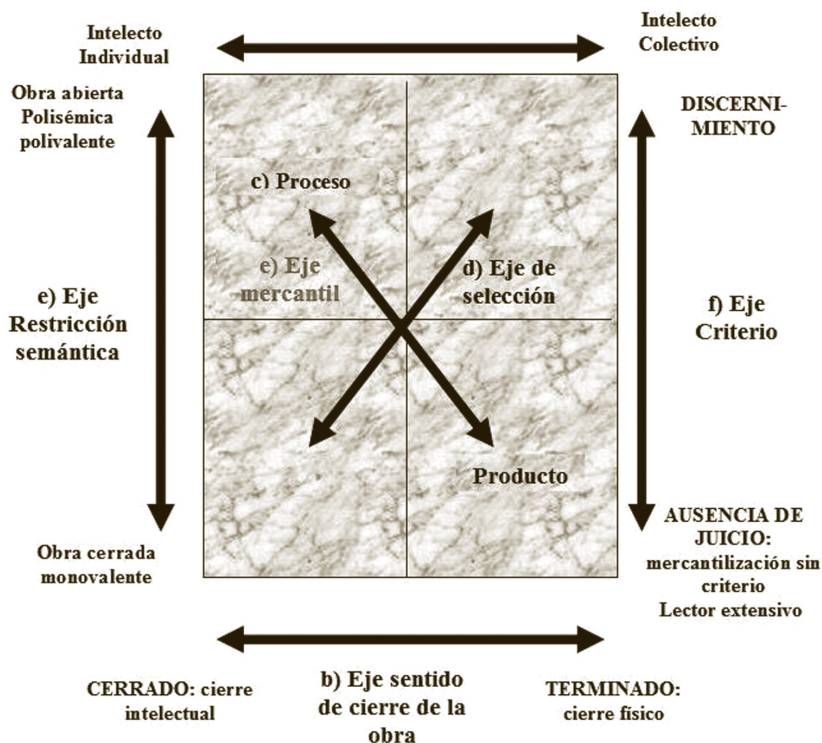 Intelecto
Individual
Intelecto
Colectivo
Obra abierta
Polisémica
polivalente
DISCERNI-
MIENTO
c) Proceso
e) Eje
mercantil
d) Eje de
selección
e) Eje
Restricción
semántica
f) Eje
Criterio
Producto
Obra cerrada
monovalente
AUSENCIA DE
JUICIO:
mercantilización sin
criterio
Lector extensivo
CERRADO: cierre
intelectual
b) Eje sentido
de cierre de la
obra
TERMINADO:
cierre físico